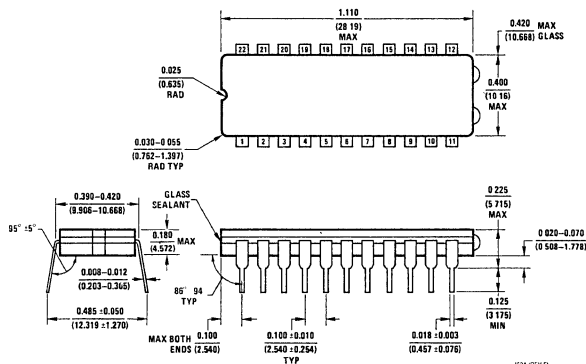 1.110
(28 19)
MAX
0.420 MAX
(10.668) GLASS
22 21 20 19 18 17 16 15 14 13 12
0.025
(0.635)
RAD
0.400
(10 16)
MAX
0.030–0 055
(0.762–1.397)
RAD TYP
1 2 3 4 5 6 7 8 9 10 11
0.390–0.420
(9.906–10.668)
GLASS
SEALANT
0 225
(5 715)
MAX
0 020–0.070
(0 508–1.778)
95° ±5°
0.180 MAX
(4.572)
0.008–0.012
(0.203–0.305)
86° 94
TYP
0.125
(3 175)
MIN
0.485 ±0.050
(12.319 ±1.270)
MAX BOTH 0.100
ENDS (2.540)
0.100 ±0.010
(2.540 ±0.254)
TYP
0.018 ±0.003
(0.457 ±0.076)